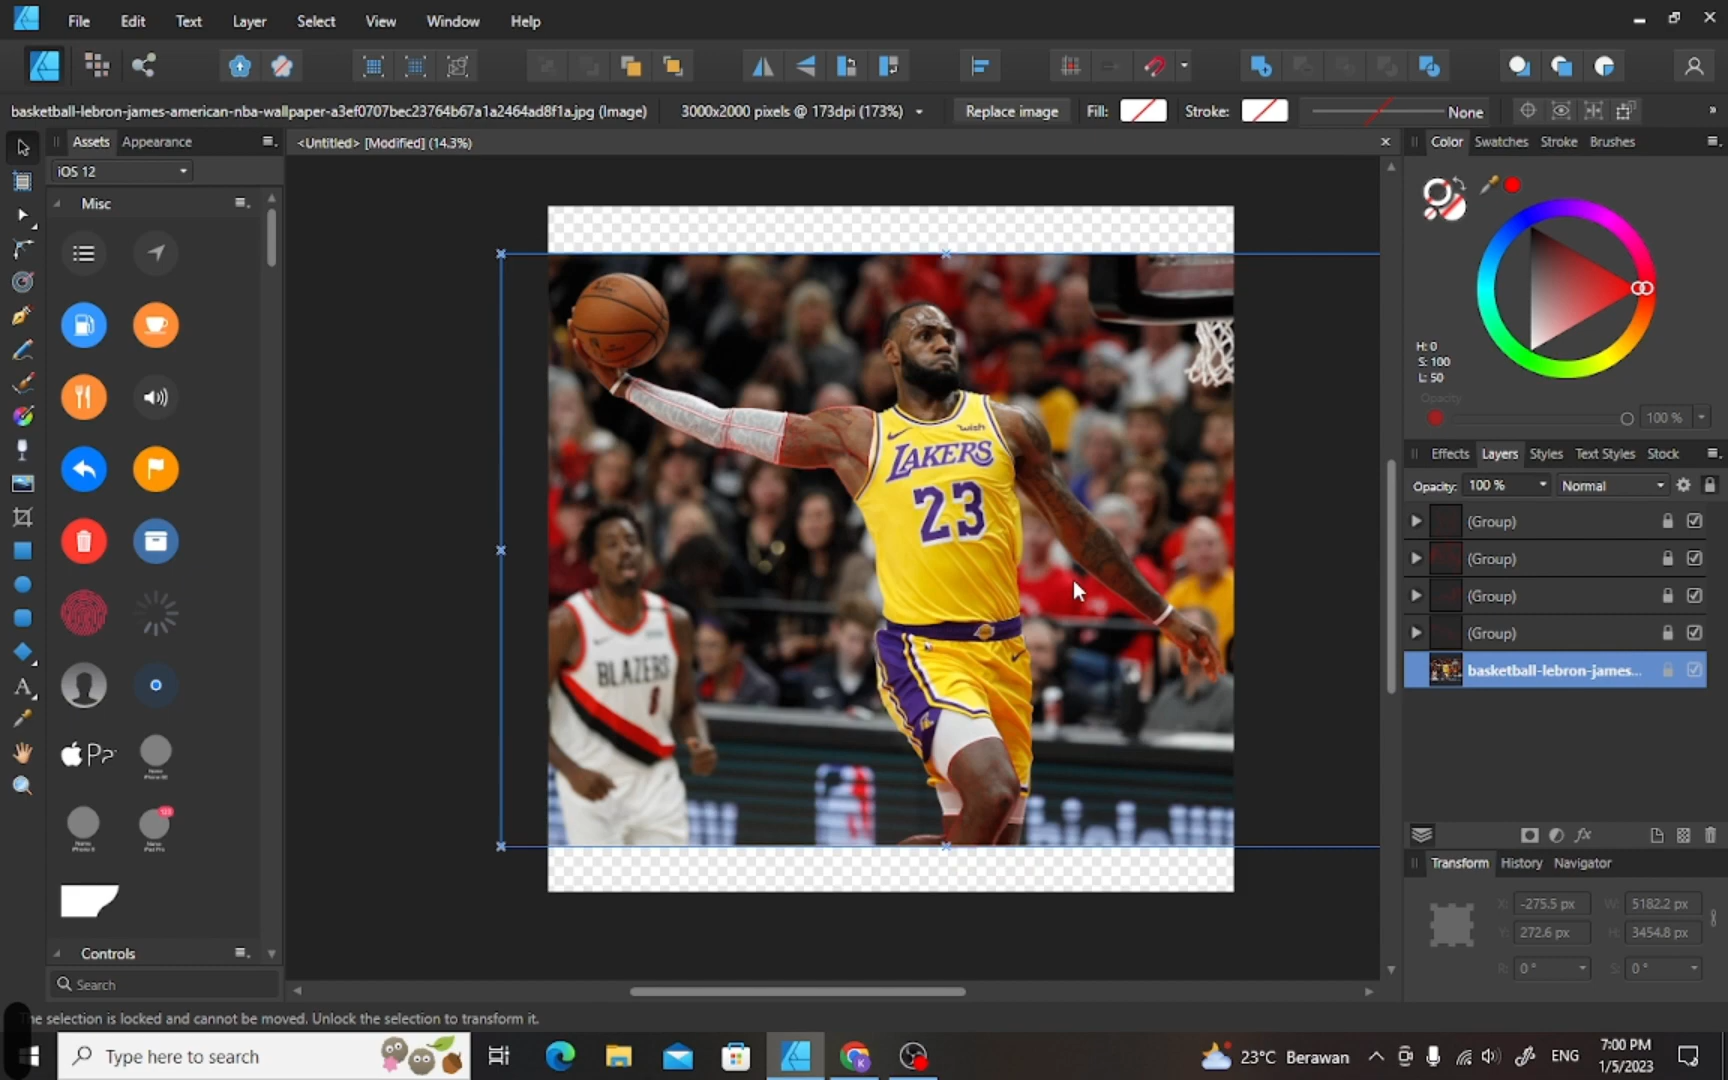 File Edit Text Layer Select View Window Help
basketball-lebron-james-american-nba-wallpaper-a3ef0707bec23764b67a1a2464ad8f1a.jpg (Image) 3000x2000 pixels @ 173dpi (173%) Replace image Fill: Stroke: None
Assets Appearance
<Untitled> [Modified] (14.3%)
Color Swatches Stroke Brushes
iOS 12
Misc
H: 0
S: 100
L: 50
Opacity
100 %
Effects Layers Styles Text Styles Stock
Opacity: 100 % Normal
(Group)
(Group)
(Group)
(Group)
basketball-lebron-james...
wish
LAKERS
23
BLAZERS
Pa
Controls
Search
Transform History Navigator
X: -275.5 px W: 5182.2 px
Y: 272.6 px H: 3454.8 px
R: 0 ° S: 0 °
The selection is locked and cannot be moved. Unlock the selection to transform it.
Type here to search
23°C Berawan
ENG
7:00 PM
1/5/2023